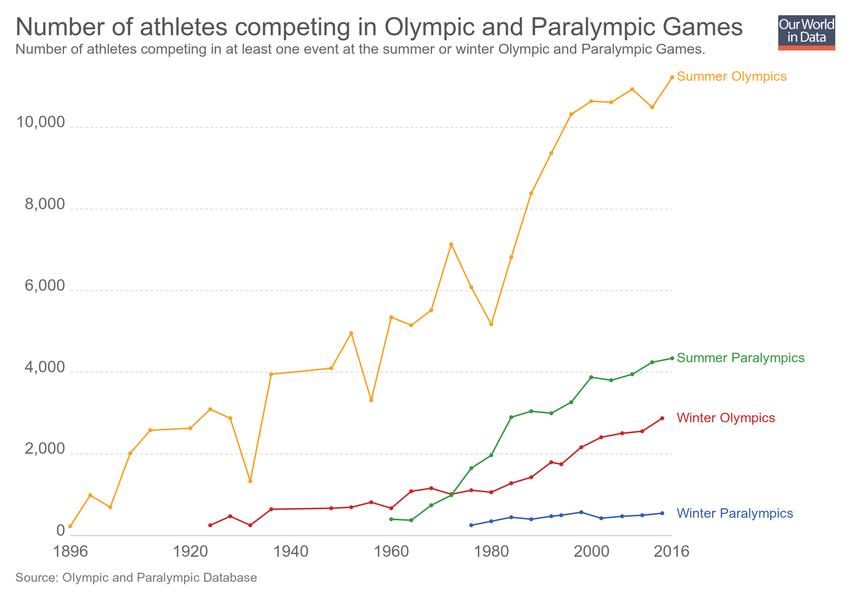 Number of athletes competing in Olympic and Paralympic Games
Number of athletes competing in at least one event at the summer or winter Olympic and Paralympic Games.
Our World
in Data
Summer Olympics
10,000
8,000
6,000
4,000
Summer Paralympics
Winter Olympics
2,000
Winter Paralympics
0
1896
1920
1940
1960
1980
2000
2016
Source: Olympic and Paralympic Database